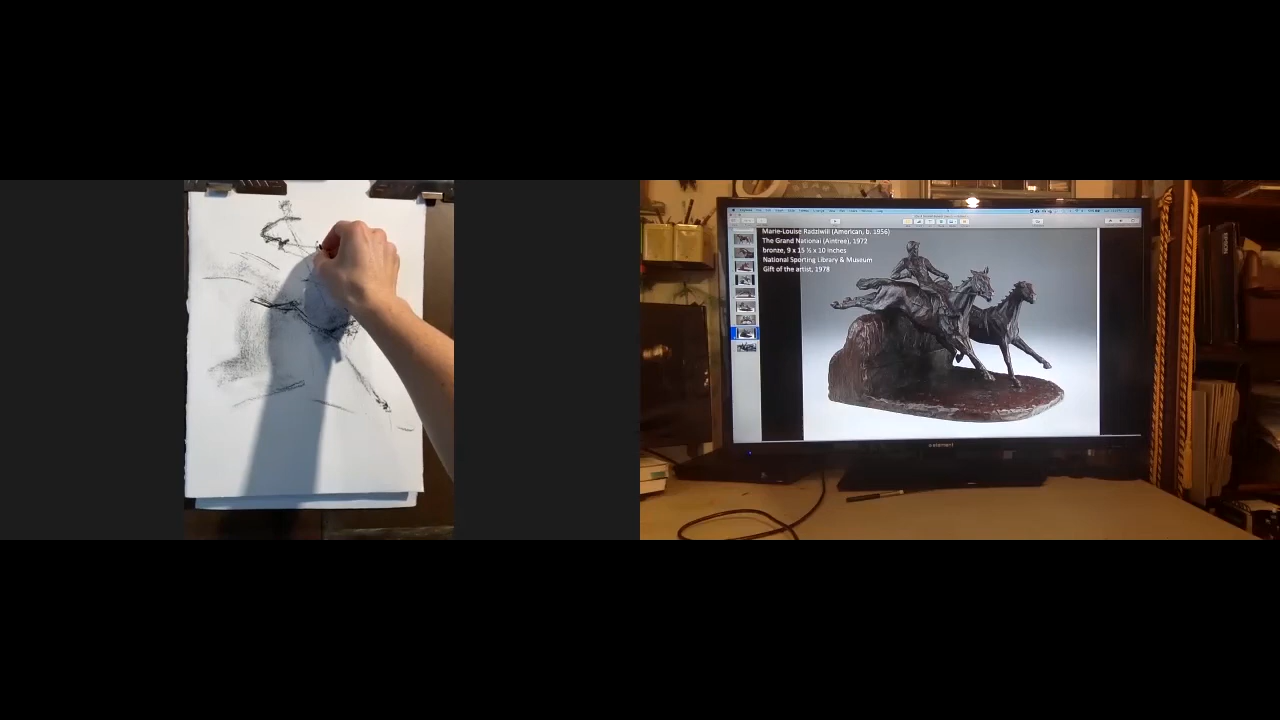 Marie-Louise Radziwill (American, b. 1956)
The Grand National (Aintree), 1972
bronze, 9 x 15 ½ x 10 inches
National Sporting Library & Museum
Gift of the artist, 1978
element